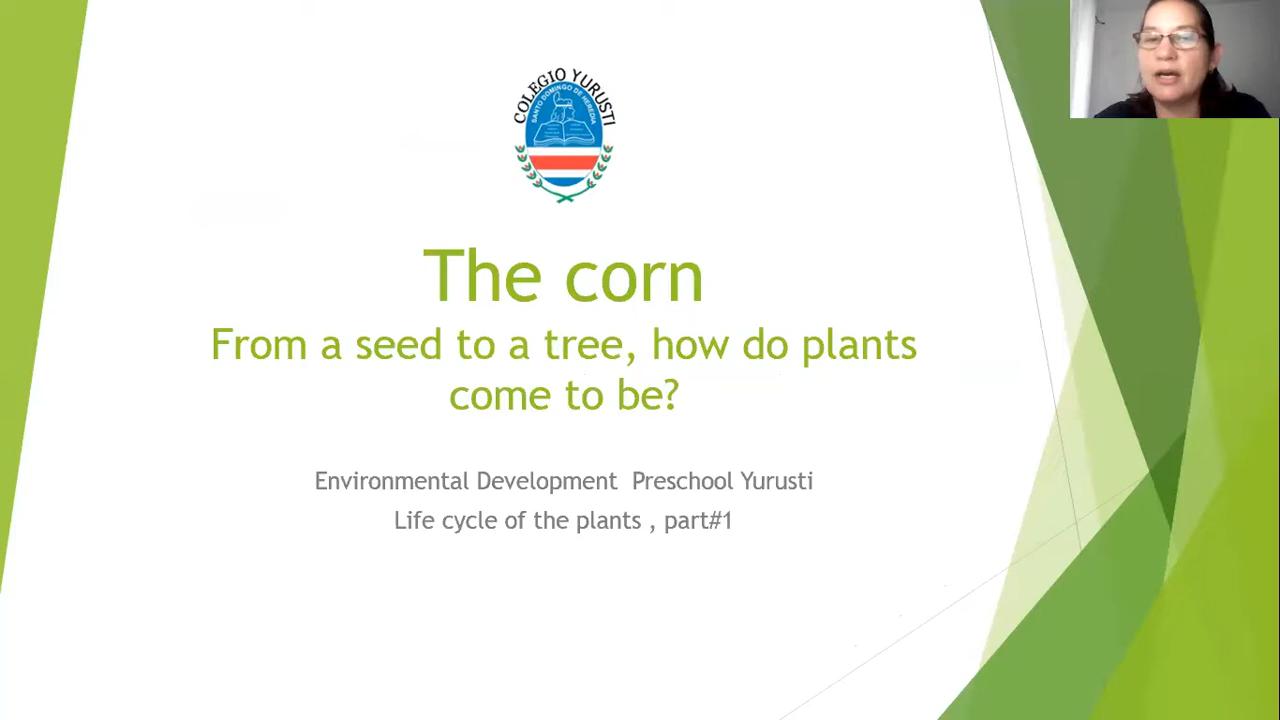 COLEGIO YURUSTI
SANTO DOMINGO DE HEREDIA
The corn
From a seed to a tree, how do plants
come to be?
Environmental Development  Preschool Yurusti
Life cycle of the plants , part#1